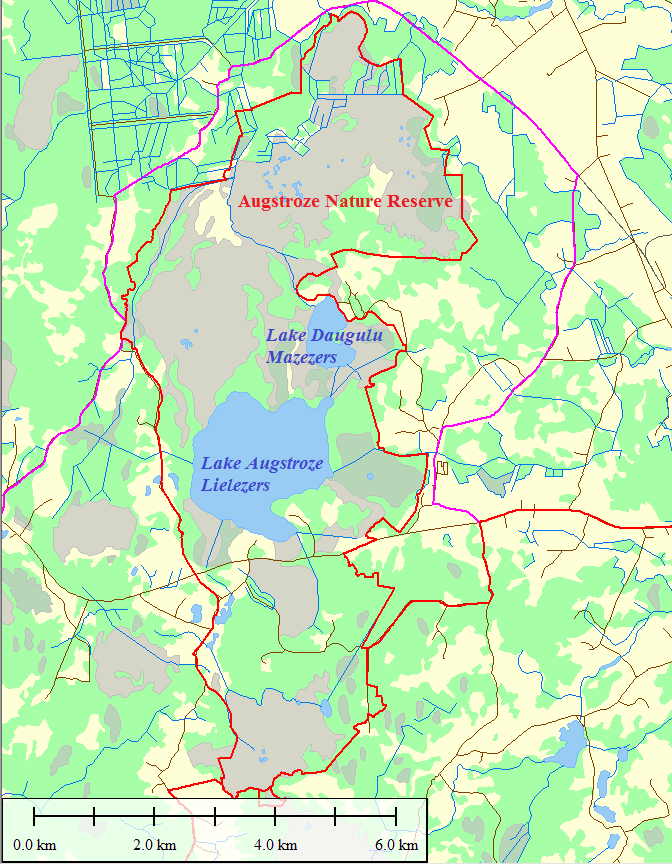 Augstroze Nature Reserve
Lake Daugulu
Mazezers
Lake Augstroze
Lielezers
0.0 km 2.0 km 4.0 km 6.0 km